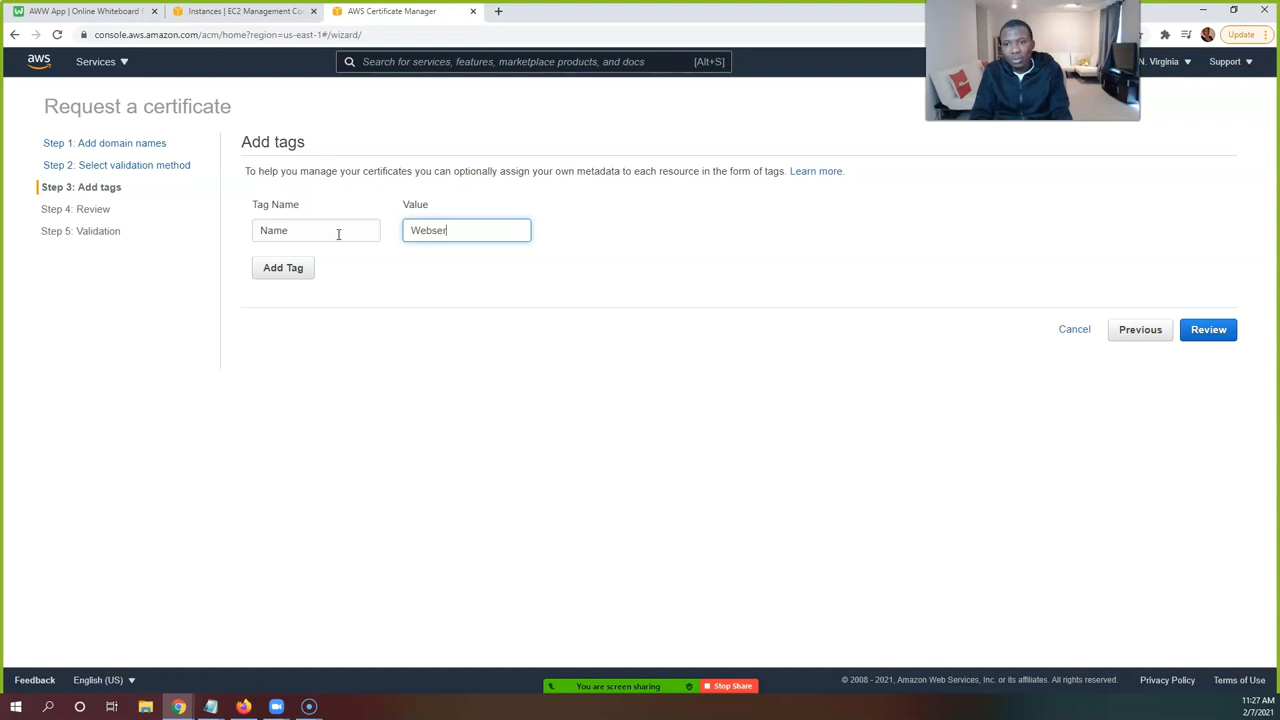 AWW App | Online Whiteboard
Instances | EC2 Management Co
AWS Certificate Manager
console.aws.amazon.com/acm/home?region=us-east-1#/wizard/
Update
aws
Services
Search for services, features, marketplace products, and docs
[Alt+S]
N. Virginia
Support
Request a certificate
Step 1: Add domain names
Step 2: Select validation method
Step 3: Add tags
Step 4: Review
Step 5: Validation
Add tags
To help you manage your certificates you can optionally assign your own metadata to each resource in the form of tags. Learn more.
Tag Name
Value
Name
Webser
Add Tag
Cancel
Previous
Review
Feedback
English (US)
You are screen sharing
Stop Share
© 2008 - 2021, Amazon Web Services, Inc. or its affiliates. All rights reserved.
Privacy Policy
Terms of Use
11:27 AM
2/7/2021